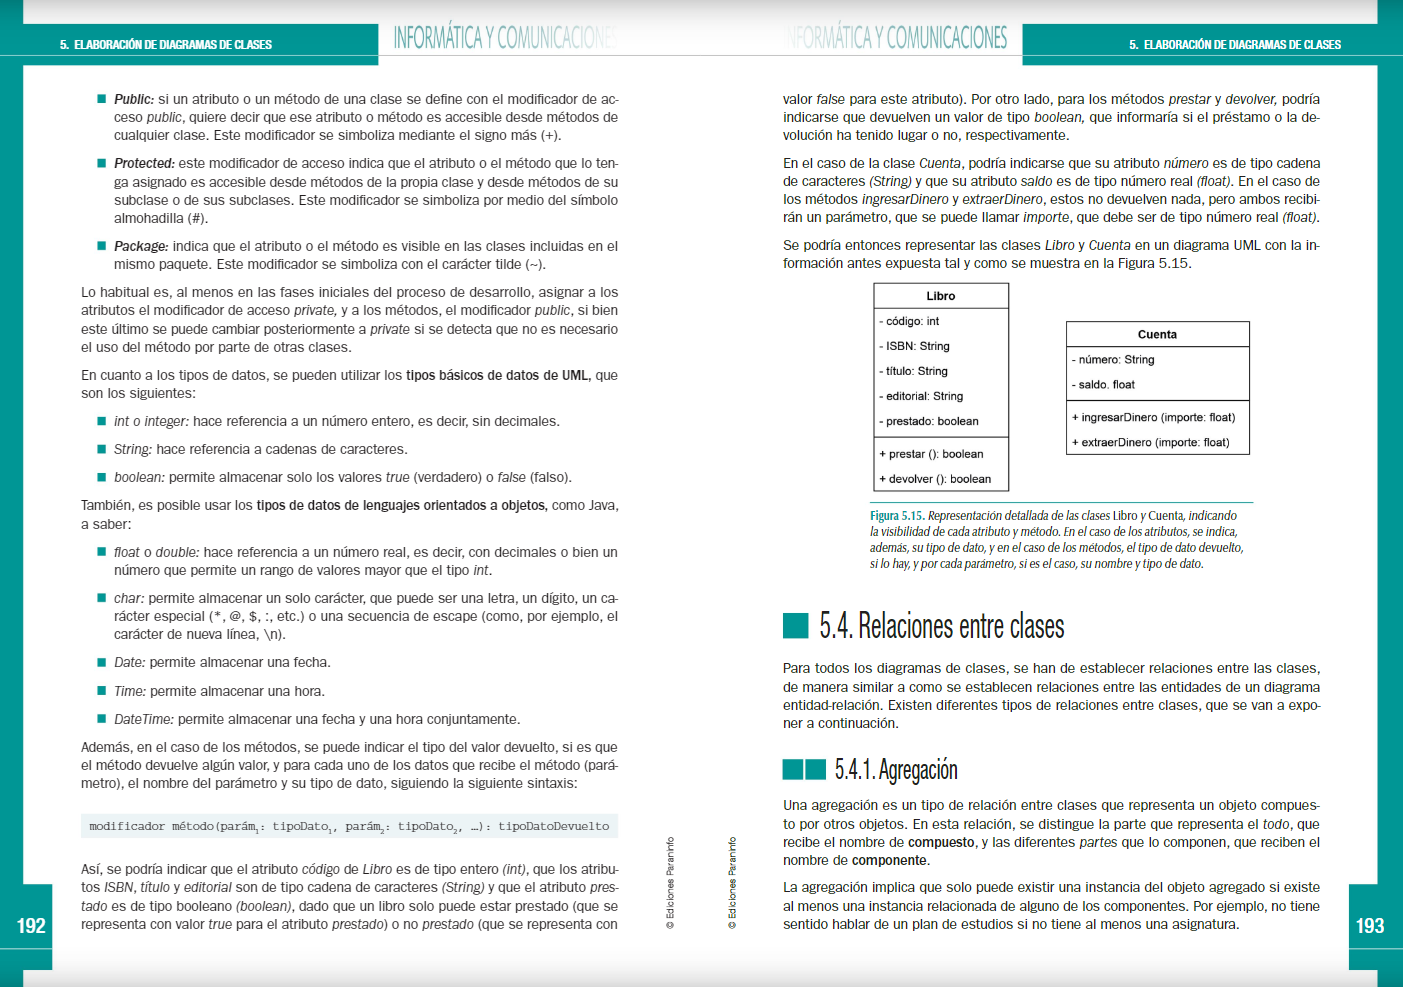 5. ELABORACIÓN DE DIAGRAMAS DE CLASES
INFORMÁTICA Y COMUNICACIONES
■ Public: si un atributo o un método de una clase se define con el modificador de ac-
ceso public, quiere decir que ese atributo o método es accesible desde métodos de
cualquier clase. Este modificador se simboliza mediante el signo más (+).
■ Protected: este modificador de acceso indica que el atributo o el método que lo ten-
ga asignado es accesible desde métodos de la propia clase y desde métodos de su
subclase o de sus subclases. Este modificador se simboliza por medio del símbolo
almohadilla (#).
■ Package: indica que el atributo o el método es visible en las clases incluidas en el
mismo paquete. Este modificador se simboliza con el carácter tilde (~).
Lo habitual es, al menos en las fases iniciales del proceso de desarrollo, asignar a los
atributos el modificador de acceso private, y a los métodos, el modificador public, si bien
este último se puede cambiar posteriormente a private si se detecta que no es necesario
el uso del método por parte de otras clases.
En cuanto a los tipos de datos, se pueden utilizar los tipos básicos de datos de UML, que
son los siguientes:
■ int o integer: hace referencia a un número entero, es decir, sin decimales.
■ String: hace referencia a cadenas de caracteres.
■ boolean: permite almacenar solo los valores true (verdadero) o false (falso).
También, es posible usar los tipos de datos de lenguajes orientados a objetos, como Java,
a saber:
■ float o double: hace referencia a un número real, es decir, con decimales o bien un
número que permite un rango de valores mayor que el tipo int.
■ char: permite almacenar un solo carácter, que puede ser una letra, un dígito, un ca-
rácter especial (*, @, $, :, etc.) o una secuencia de escape (como, por ejemplo, el
carácter de nueva línea, \n).
■ Date: permite almacenar una fecha.
■ Time: permite almacenar una hora.
■ DateTime: permite almacenar una fecha y una hora conjuntamente.
Además, en el caso de los métodos, se puede indicar el tipo del valor devuelto, si es que
el método devuelve algún valor, y para cada uno de los datos que recibe el método (pará-
metro), el nombre del parámetro y su tipo de dato, siguiendo la siguiente sintaxis:
modificador método(parám1: tipoDato1, parám2: tipoDato2, …): tipoDatoDevuelto
Así, se podría indicar que el atributo código de Libro es de tipo entero (int), que los atribu-
tos ISBN, título y editorial son de tipo cadena de caracteres (String) y que el atributo pres-
tado es de tipo booleano (boolean), dado que un libro solo puede estar prestado (que se
representa con valor true para el atributo prestado) o no prestado (que se representa con
192
© Ediciones Paraninfo
INFORMÁTICA Y COMUNICACIONES
5. ELABORACIÓN DE DIAGRAMAS DE CLASES
valor false para este atributo). Por otro lado, para los métodos prestar y devolver, podría
indicarse que devuelven un valor de tipo boolean, que informaría si el préstamo o la de-
volución ha tenido lugar o no, respectivamente.
En el caso de la clase Cuenta, podría indicarse que su atributo número es de tipo cadena
de caracteres (String) y que su atributo saldo es de tipo número real (float). En el caso de
los métodos ingresarDinero y extraerDinero, estos no devuelven nada, pero ambos recibi-
rán un parámetro, que se puede llamar importe, que debe ser de tipo número real (float).
Se podría entonces representar las clases Libro y Cuenta en un diagrama UML con la in-
formación antes expuesta tal y como se muestra en la Figura 5.15.
Libro
- código: int
- ISBN: String
- título: String
- editorial: String
- prestado: boolean
+ prestar (): boolean
+ devolver (): boolean
Cuenta
- número: String
- saldo. float
+ ingresarDinero (importe: float)
+ extraerDinero (importe: float)
Figura 5.15. Representación detallada de las clases Libro y Cuenta, indicando
la visibilidad de cada atributo y método. En el caso de los atributos, se indica,
además, su tipo de dato, y en el caso de los métodos, el tipo de dato devuelto,
si lo hay, y por cada parámetro, si es el caso, su nombre y tipo de dato.
5.4. Relaciones entre clases
Para todos los diagramas de clases, se han de establecer relaciones entre las clases,
de manera similar a como se establecen relaciones entre las entidades de un diagrama
entidad-relación. Existen diferentes tipos de relaciones entre clases, que se van a expo-
ner a continuación.
5.4.1. Agregación
Una agregación es un tipo de relación entre clases que representa un objeto compues-
to por otros objetos. En esta relación, se distingue la parte que representa el todo, que
recibe el nombre de compuesto, y las diferentes partes que lo componen, que reciben el
nombre de componente.
La agregación implica que solo puede existir una instancia del objeto agregado si existe
al menos una instancia relacionada de alguno de los componentes. Por ejemplo, no tiene
sentido hablar de un plan de estudios si no tiene al menos una asignatura.
© Ediciones Paraninfo
193